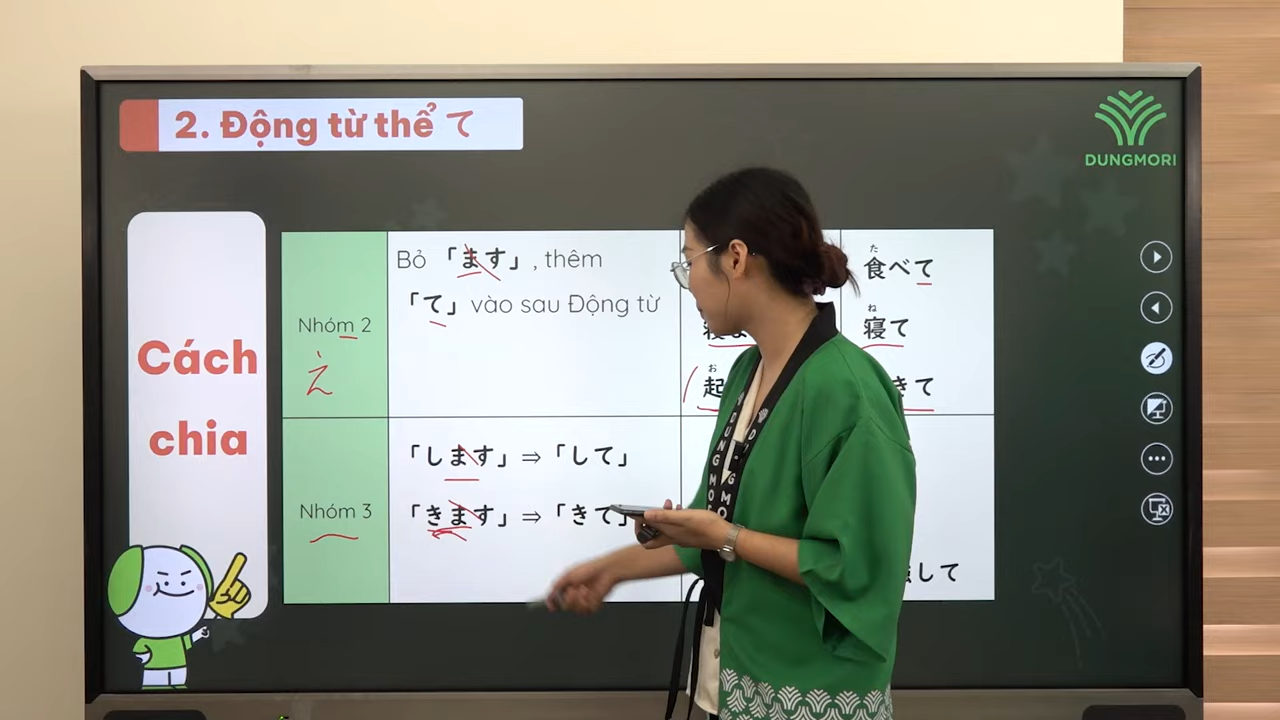 2. Động từ thể て
DUNGMORI
Cách
chia
Nhóm 2
え
Bỏ 「ます」, thêm
「て」 vào sau Động từ
た
食べて
ね
寝て
お
起
きて
Nhóm 3
「します」⇒「して」
「きます」⇒「きて
して
DUNGMO